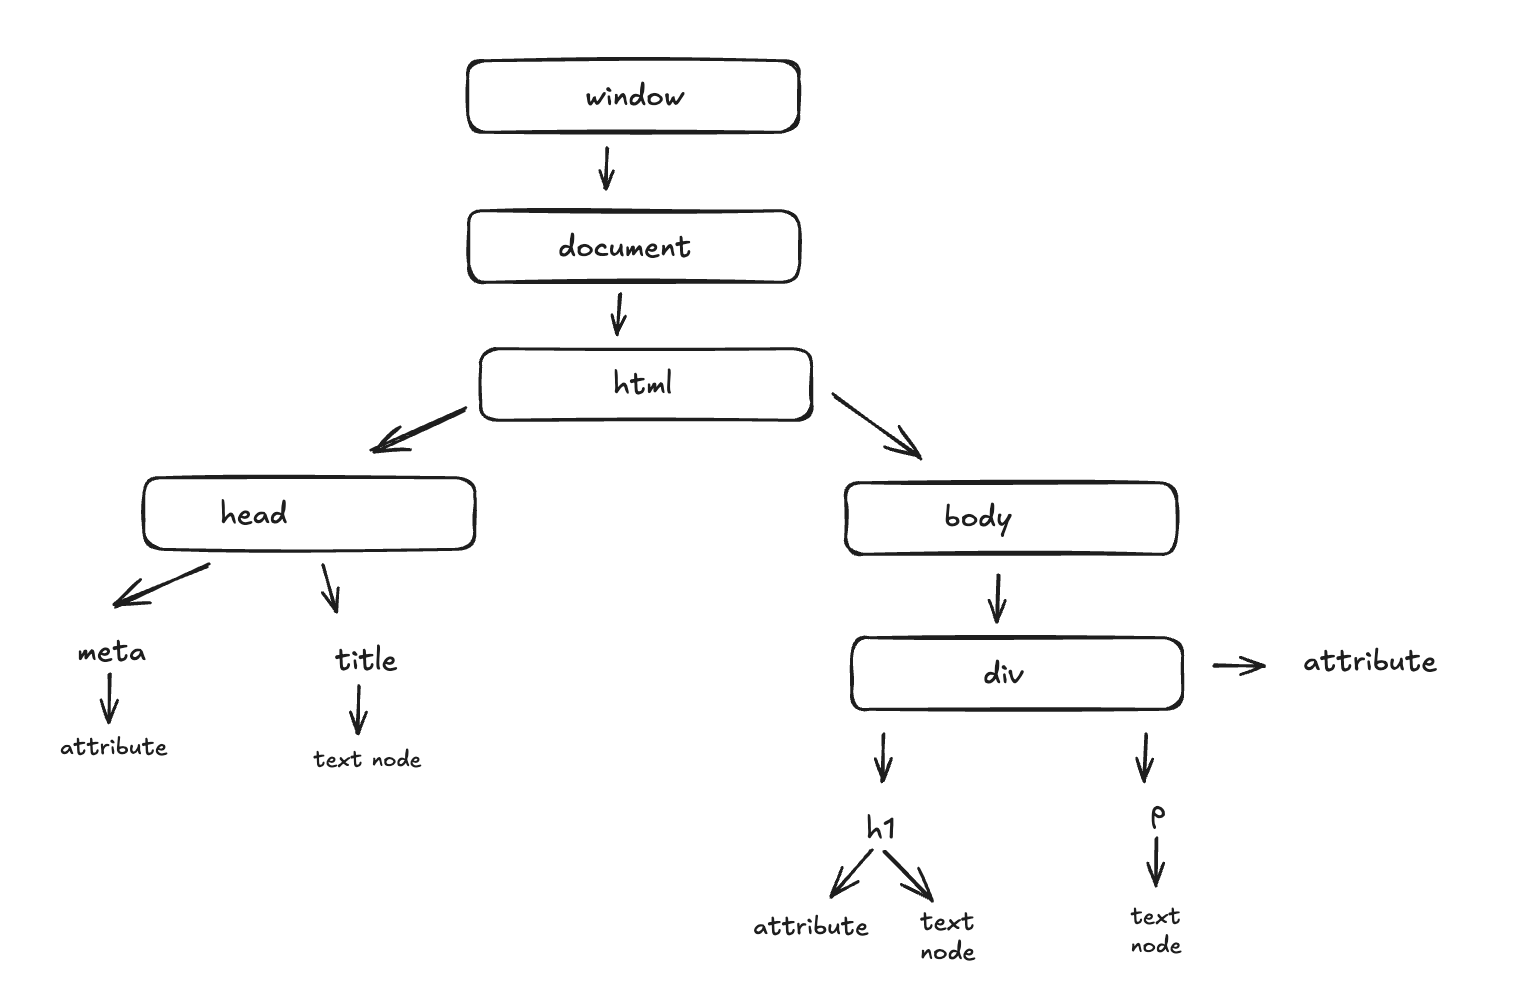 window
document
html
head
body
meta
title
div
attribute
attribute
text node
h1
p
attribute
text
node
text
node